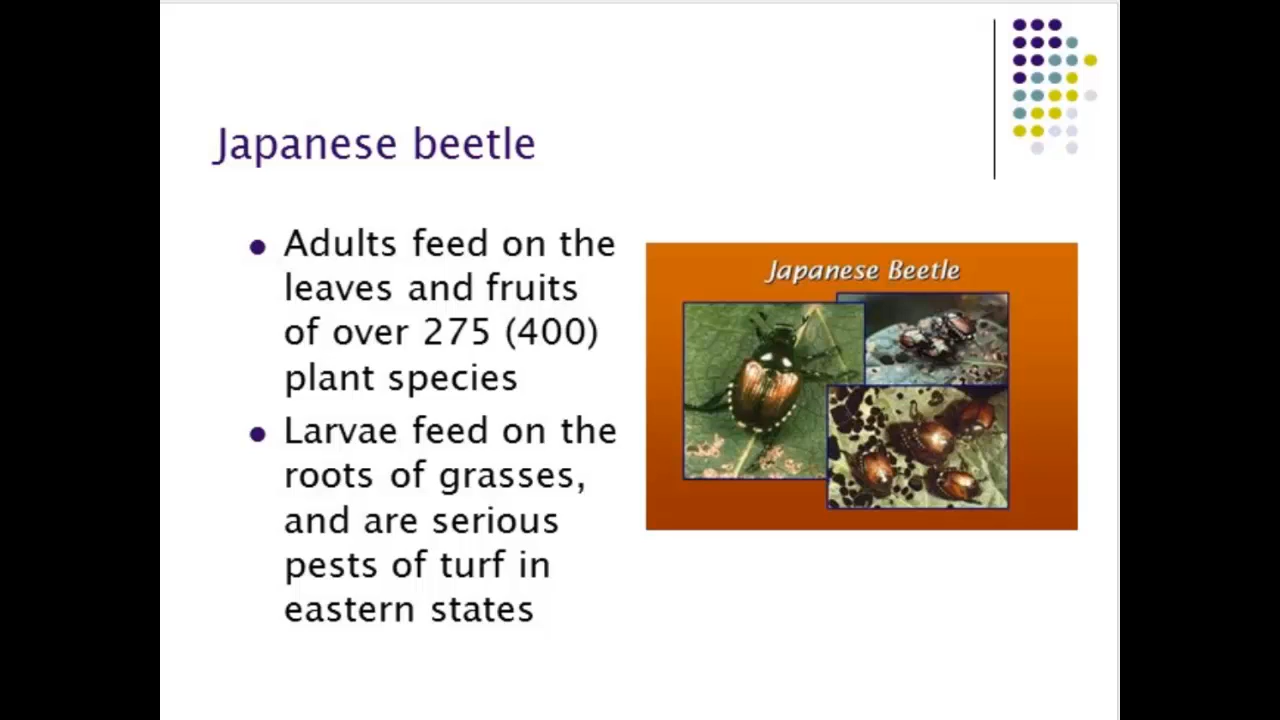 Japanese beetle
Adults feed on the
leaves and fruits
of over 275 (400)
plant species
Larvae feed on the
roots of grasses,
and are serious
pests of turf in
eastern states
Japanese Beetle